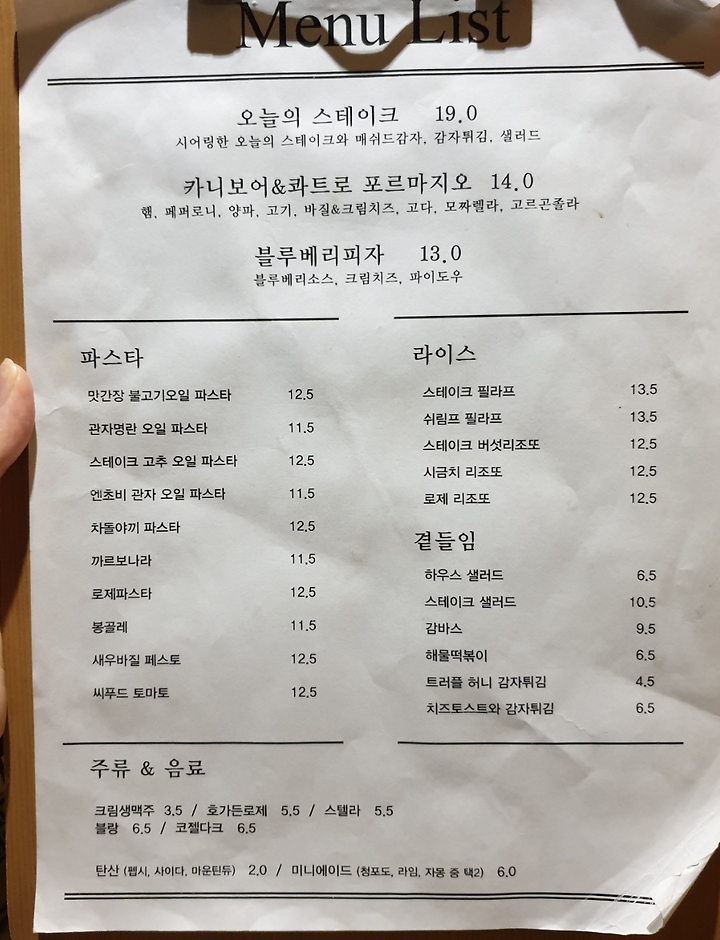 Menu List
오늘의 스테이크 19.0
시어링한 오늘의 스테이크와 매쉬드감자, 감자튀김, 샐러드
카니보어&콰트로 포르마지오 14.0
햄, 페퍼로니, 양파, 고기, 바질&크림치즈, 고다, 모짜렐라, 고르곤졸라
블루베리피자 13.0
블루베리소스, 크림치즈, 파이도우
파스타
맛간장 불고기오일 파스타 12.5
관자명란 오일 파스타 11.5
스테이크 고추 오일 파스타 12.5
엔초비 관자 오일 파스타 11.5
차돌야끼 파스타 12.5
까르보나라 11.5
로제파스타 12.5
봉골레 11.5
새우바질 페스토 12.5
씨푸드 토마토 12.5
라이스
스테이크 필라프 13.5
쉬림프 필라프 13.5
스테이크 버섯리조또 12.5
시금치 리조또 12.5
로제 리조또 12.5
곁들임
하우스 샐러드 6.5
스테이크 샐러드 10.5
감바스 9.5
해물떡볶이 6.5
트러플 허니 감자튀김 4.5
치즈토스트와 감자튀김 6.5
주류 & 음료
크림생맥주 3.5 / 호가든로제 5.5 / 스텔라 5.5
블랑 6.5 / 코젤다크 6.5
탄산 (펩시, 사이다, 마운틴듀) 2.0 / 미니에이드 (청포도, 라임, 자몽 중 택2) 6.0